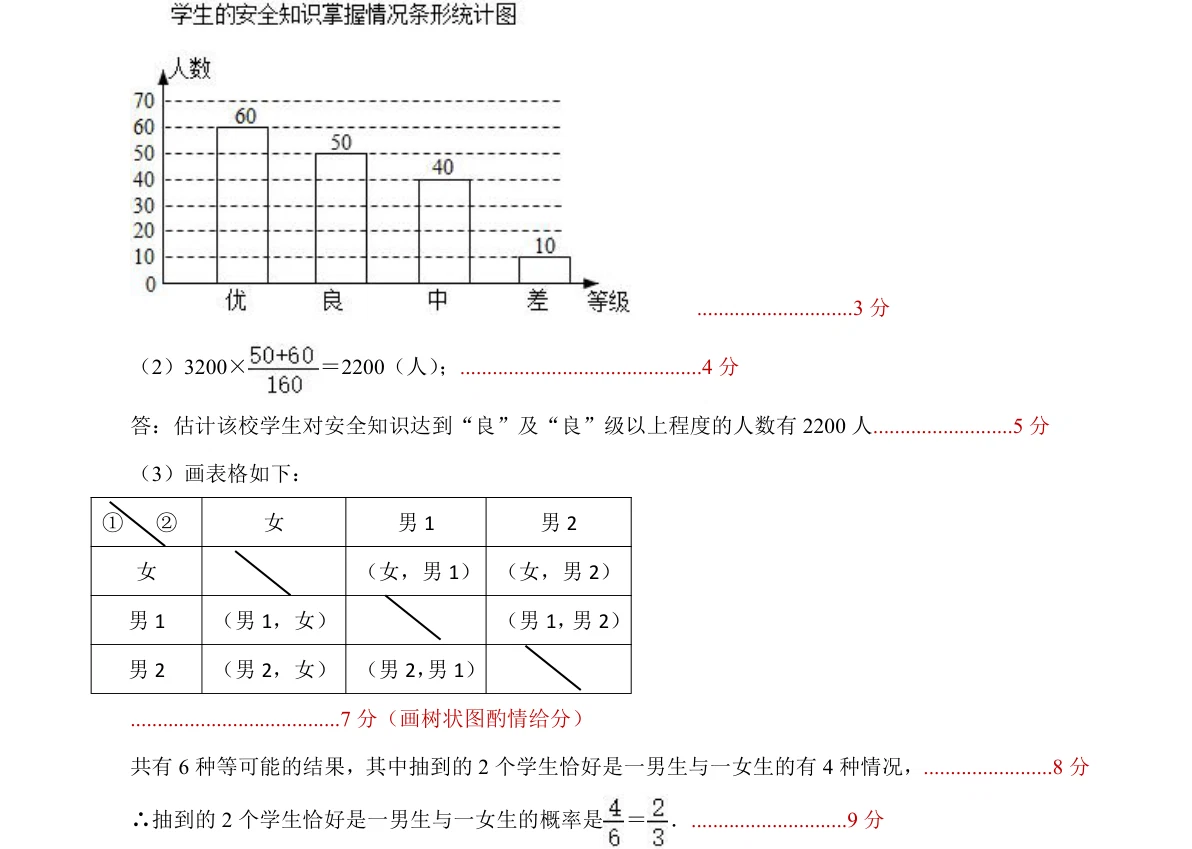 学生的安全知识掌握情况条形统计图
人数
70
60
50
40
30
20
10
0
60
50
40
10
优 良 中 差 等级
............................3 分
（2）3200×50+60/160＝2200（人）；............................................4 分
答：估计该校学生对安全知识达到“良”及“良”级以上程度的人数有 2200 人..........................5 分
（3）画表格如下：
① ② 女 男 1 男 2
女 （女，男 1） （女，男 2）
男 1 （男 1，女） （男 1，男 2）
男 2 （男 2，女） （男 2，男 1）
.......................................7 分（画树状图酌情给分）
共有 6 种等可能的结果，其中抽到的 2 个学生恰好是一男生与一女生的有 4 种情况，........................8 分
∴抽到的 2 个学生恰好是一男生与一女生的概率是4/6＝2/3．.............................9 分